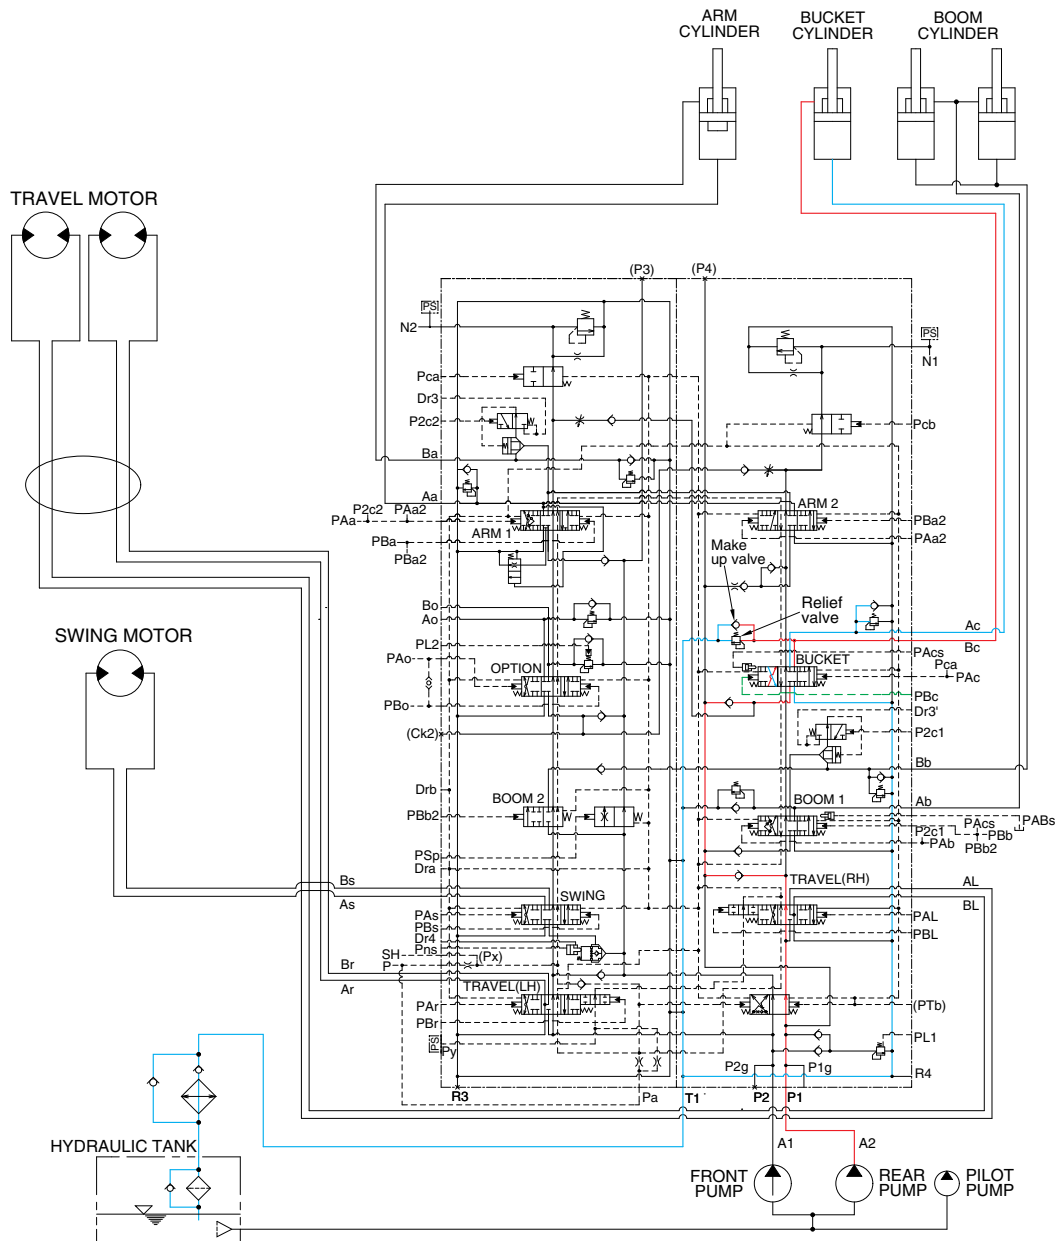 ARM
CYLINDER
BUCKET
CYLINDER
BOOM
CYLINDER
TRAVEL MOTOR
(P3)
(P4)
[PS]
N2
[PS]
N1
Pca
Dr3
P2c2
Pcb
Ba
Aa
P2c2
PAa2
PAa
ARM 1
PBa
PBa2
ARM 2
PBa2
PAa2
Make
up valve
Relief
valve
Bo
Ao
PL2
PAo
OPTION
PBo
(Ck2)
Ac
Bc
PAcs
BUCKET
Pca
PAc
PBc
Dr3'
P2c1
SWING MOTOR
Bb
Ab
Drb
BOOM 2
PBb2
PSp
Dra
BOOM 1
P2c1
PAcs
PBb
PABs
PAb
PBb2
Bs
As
SWING
PAs
PBs
Dr4
Pns
SH
P
(Px)
TRAVEL(RH)
AL
BL
PAL
PBL
Br
Ar
TRAVEL(LH)
PAr
PBr
[PS]
Py
(PTb)
PL1
P2g
P1g
R4
R3
Pa
T1
P2
P1
HYDRAULIC TANK
A1
A2
FRONT
PUMP
REAR
PUMP
PILOT
PUMP